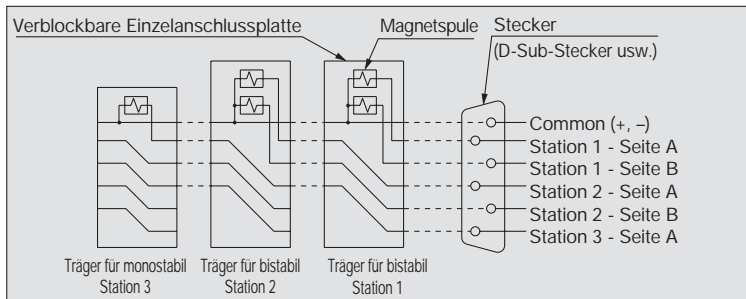 Verblockbare Einzelanschlussplatte
Magnetspule
Stecker
(D-Sub-Stecker usw.)
Common (+, –)
Station 1 - Seite A
Station 1 - Seite B
Station 2 - Seite A
Station 2 - Seite B
Station 3 - Seite A
Träger für monostabil
Station 3
Träger für bistabil
Station 2
Träger für bistabil
Station 1